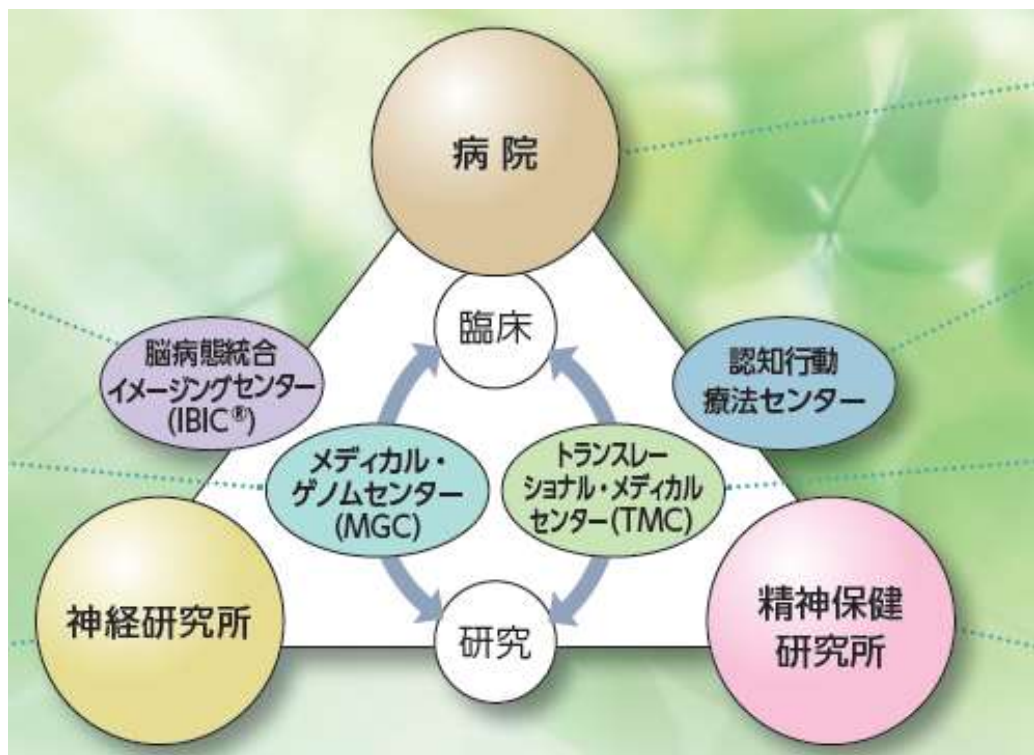 病院
臨床
脳病態統合
イメージングセンター
(IBIC®)
認知行動
療法センター
メディカル・
ゲノムセンター
(MGC)
トランスレー
ショナル・メディカル
センター(TMC)
神経研究所
研究
精神保健
研究所